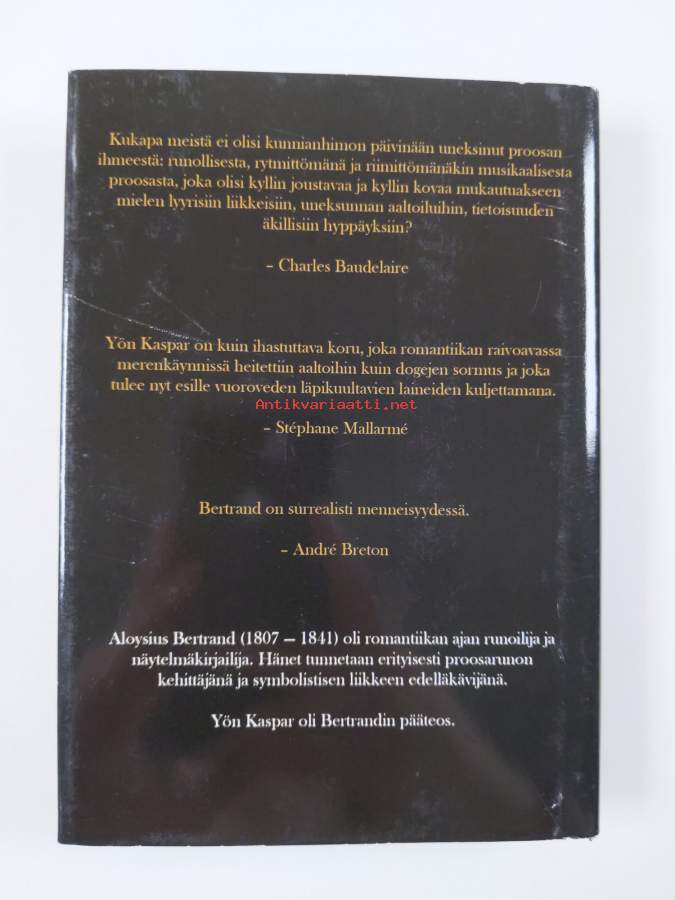 Kukapa meistä ei olisi kunnianhimon päivinään uneksinut proosan
ihmeestä: runollisesta, rytmittömänä ja riimittömänäkin musikaalisesta
proosasta, joka olisi kyllin joustavaa ja kyllin kovaa mukautuakseen
mielen lyyrisiin liikkeisiin, uneksunnan aaltoiluihin, tietoisuuden
äkillisiin hyppäyksiin?
– Charles Baudelaire
Yön Kaspar on kuin ihastuttava koru, joka romantiikan raivoavassa
merenkäynnissä heitettiin aaltoihin kuin dogejen sormus ja joka
tulee nyt esille vuoroveden läpikuultavien laineiden kuljettamana.
Antikvariaatti.net
– Stéphane Mallarmé
Bertrand on surrealisti menneisyydessä.
– André Breton
Aloysius Bertrand (1807 – 1841) oli romantiikan ajan runoilija ja
näytelmäkirjailija. Hänet tunnetaan erityisesti proosarunon
kehittäjänä ja symbolistisen liikkeen edelläkävijänä.
Yön Kaspar oli Bertrandin pääteos.